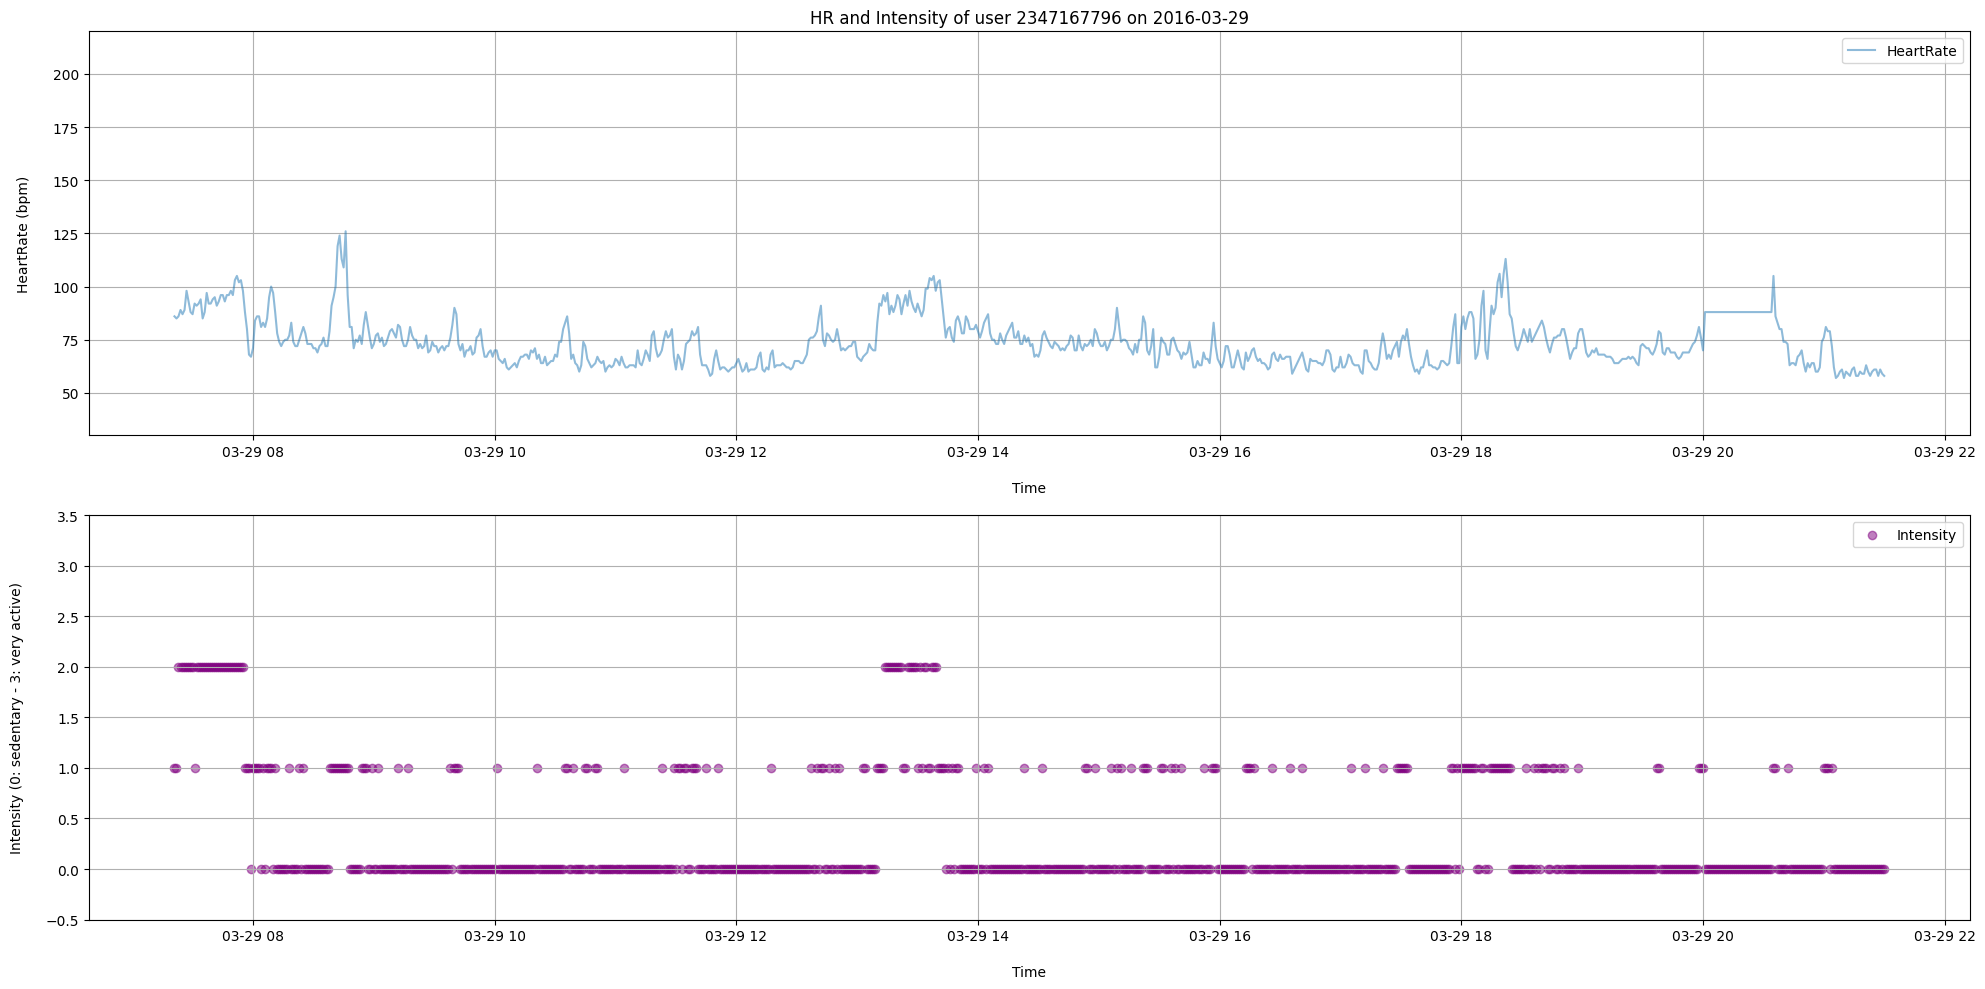 HR and Intensity of user 2347167796 on 2016-03-29
HeartRate
200
175
150
125
100
75
50
HeartRate (bpm)
03-29 08 03-29 10 03-29 12 03-29 14 03-29 16 03-29 18 03-29 20 03-29 22
Time
Intensity
3.5
3.0
2.5
2.0
1.5
1.0
0.5
0.0
−0.5
Intensity (0: sedentary - 3: very active)
03-29 08 03-29 10 03-29 12 03-29 14 03-29 16 03-29 18 03-29 20 03-29 22
Time